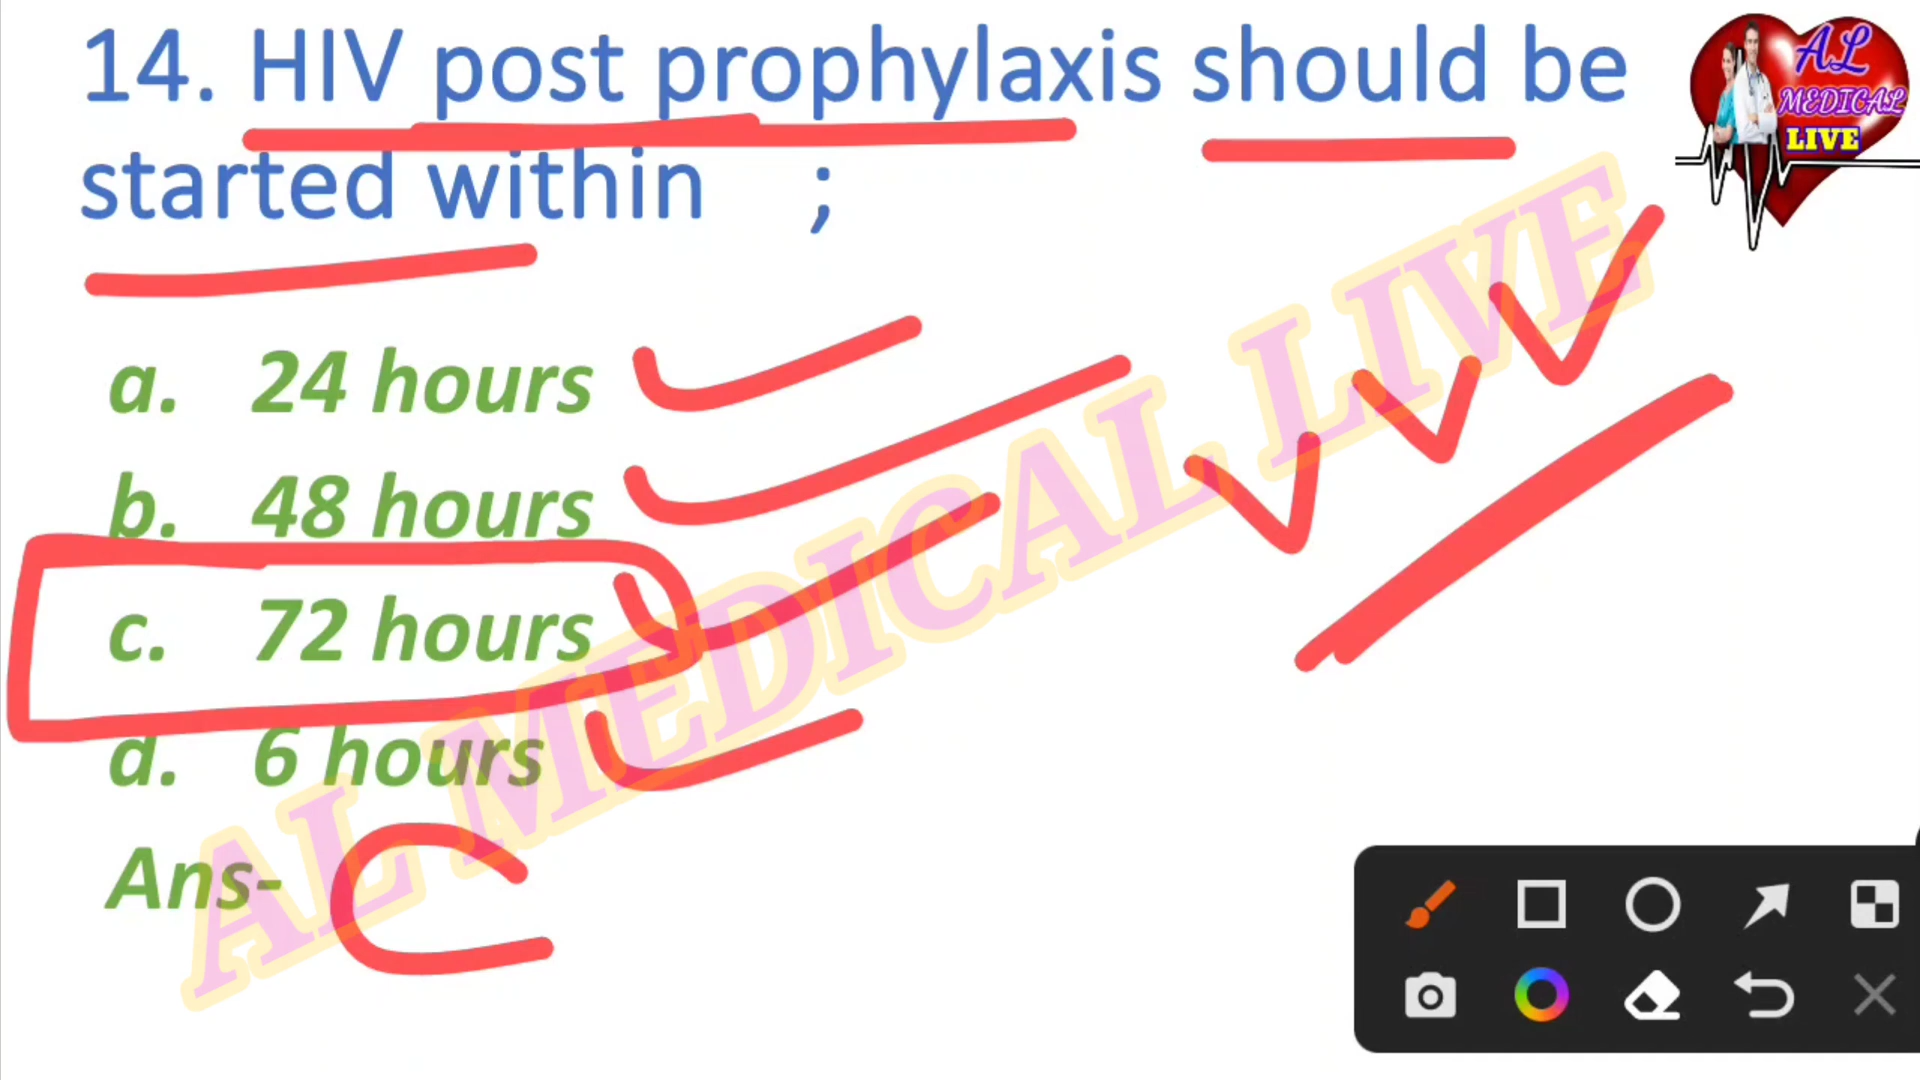 14. HIV post prophylaxis should be
started within ;
a. 24 hours
b. 48 hours
c. 72 hours
d. 6 hours
Ans- C
AL MEDICAL LIVE
AL
MEDICAL
LIVE